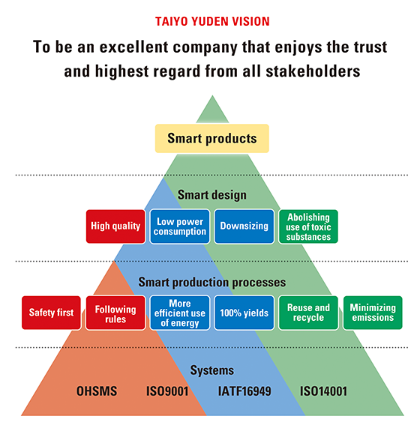 TAIYO YUDEN VISION
To be an excellent company that enjoys the trust
and highest regard from all stakeholders
Smart products
Smart design
High quality
Low power
consumption
Downsizing
Abolishing
use of toxic
substances
Smart production processes
Safety first
Following
rules
More
efficient use
of energy
100% yields
Reuse and
recycle
Minimizing
emissions
Systems
OHSMS
ISO9001
IATF16949
ISO14001